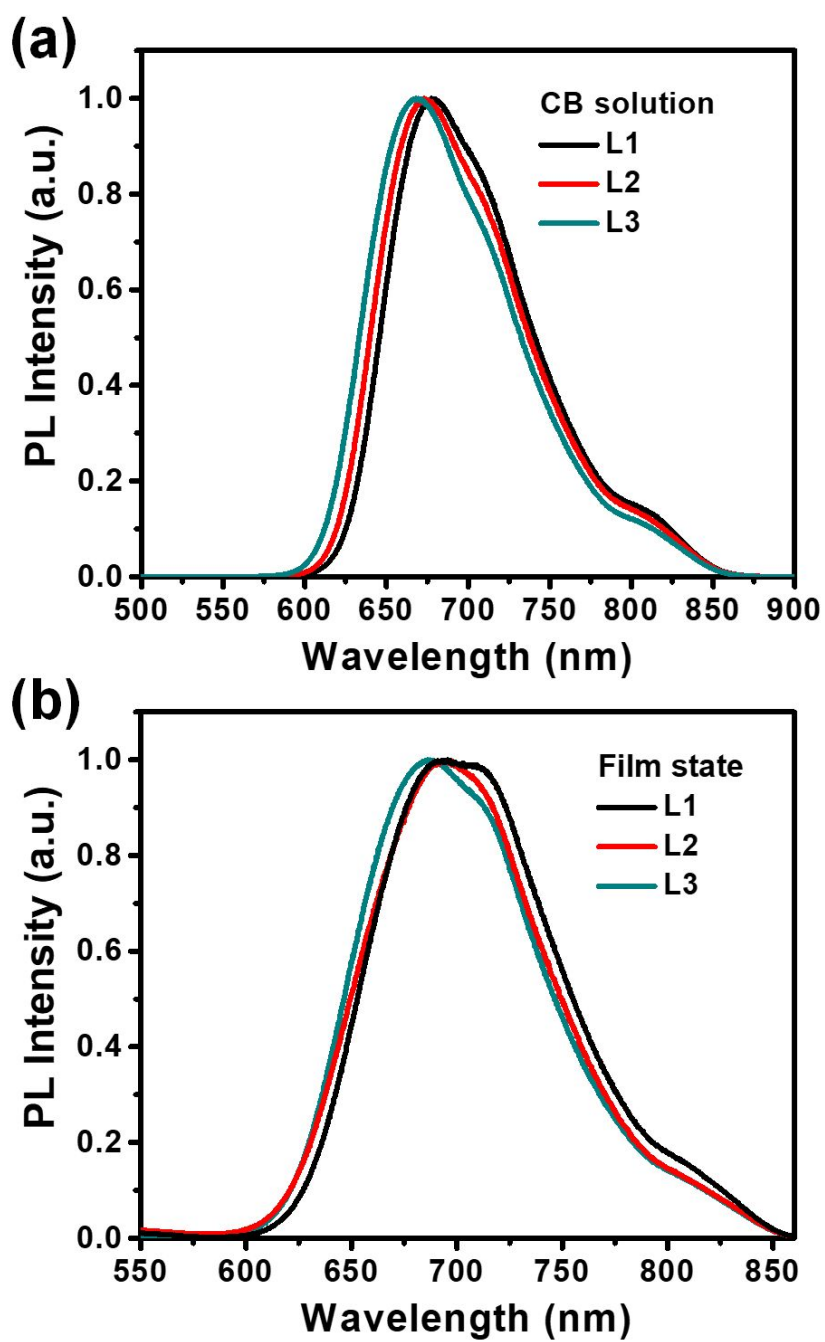 (a)
PL Intensity (a.u.)
1.0
0.8
0.6
0.4
0.2
0.0
CB solution
L1
L2
L3
500 550 600 650 700 750 800 850 900
Wavelength (nm)
(b)
PL Intensity (a.u.)
1.0
0.8
0.6
0.4
0.2
0.0
Film state
L1
L2
L3
550 600 650 700 750 800 850
Wavelength (nm)